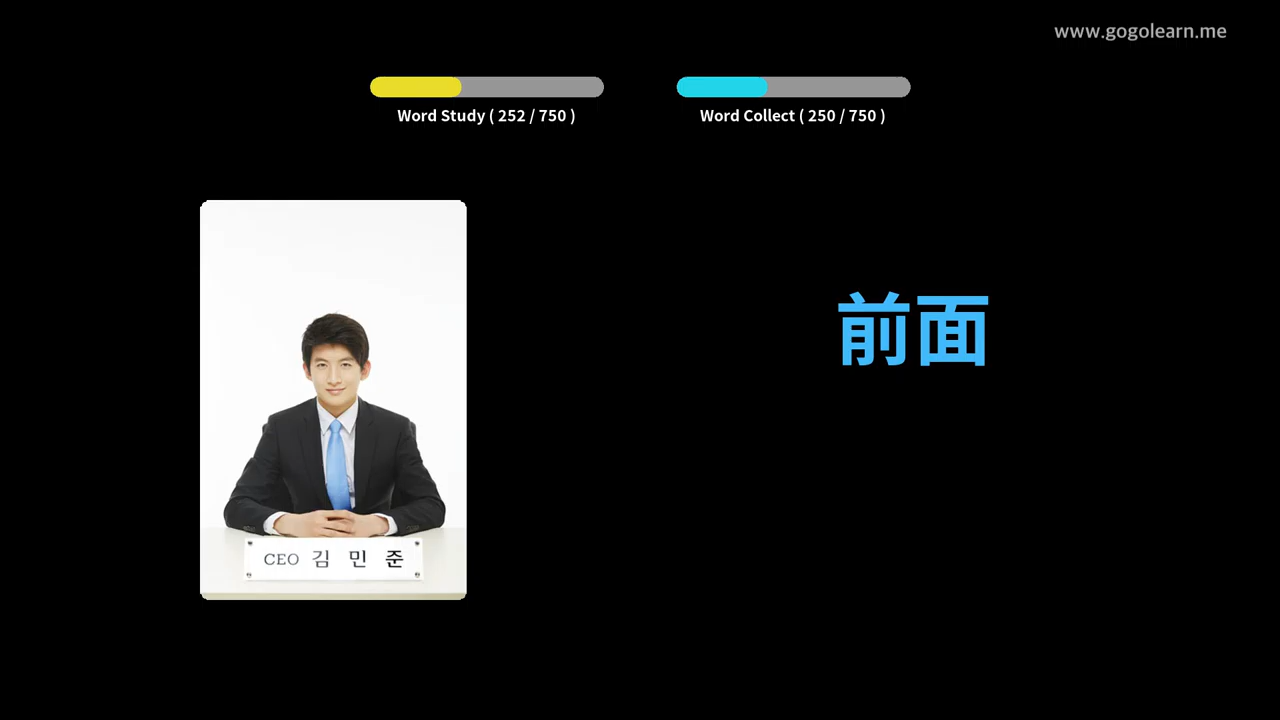 www.gogolearn.me
Word Study ( 252 / 750 )
Word Collect ( 250 / 750 )
前面
CEO 김 민 준